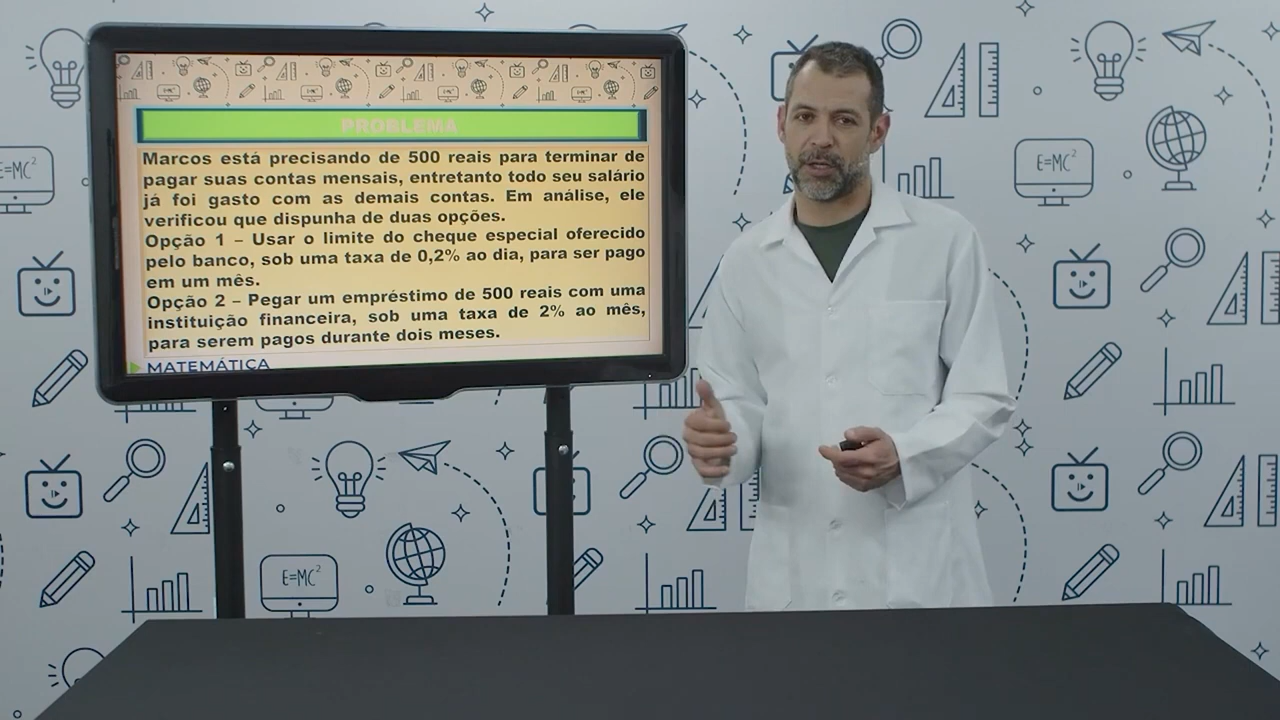 PROBLEMA
Marcos está precisando de 500 reais para terminar de
pagar suas contas mensais, entretanto todo seu salário
já foi gasto com as demais contas. Em análise, ele
verificou que dispunha de duas opções.
Opção 1 – Usar o limite do cheque especial oferecido
pelo banco, sob uma taxa de 0,2% ao dia, para ser pago
em um mês.
Opção 2 – Pegar um empréstimo de 500 reais com uma
instituição financeira, sob uma taxa de 2% ao mês,
para serem pagos durante dois meses.
MATEMÁTICA
E=MC²
E=MC²
E=MC²